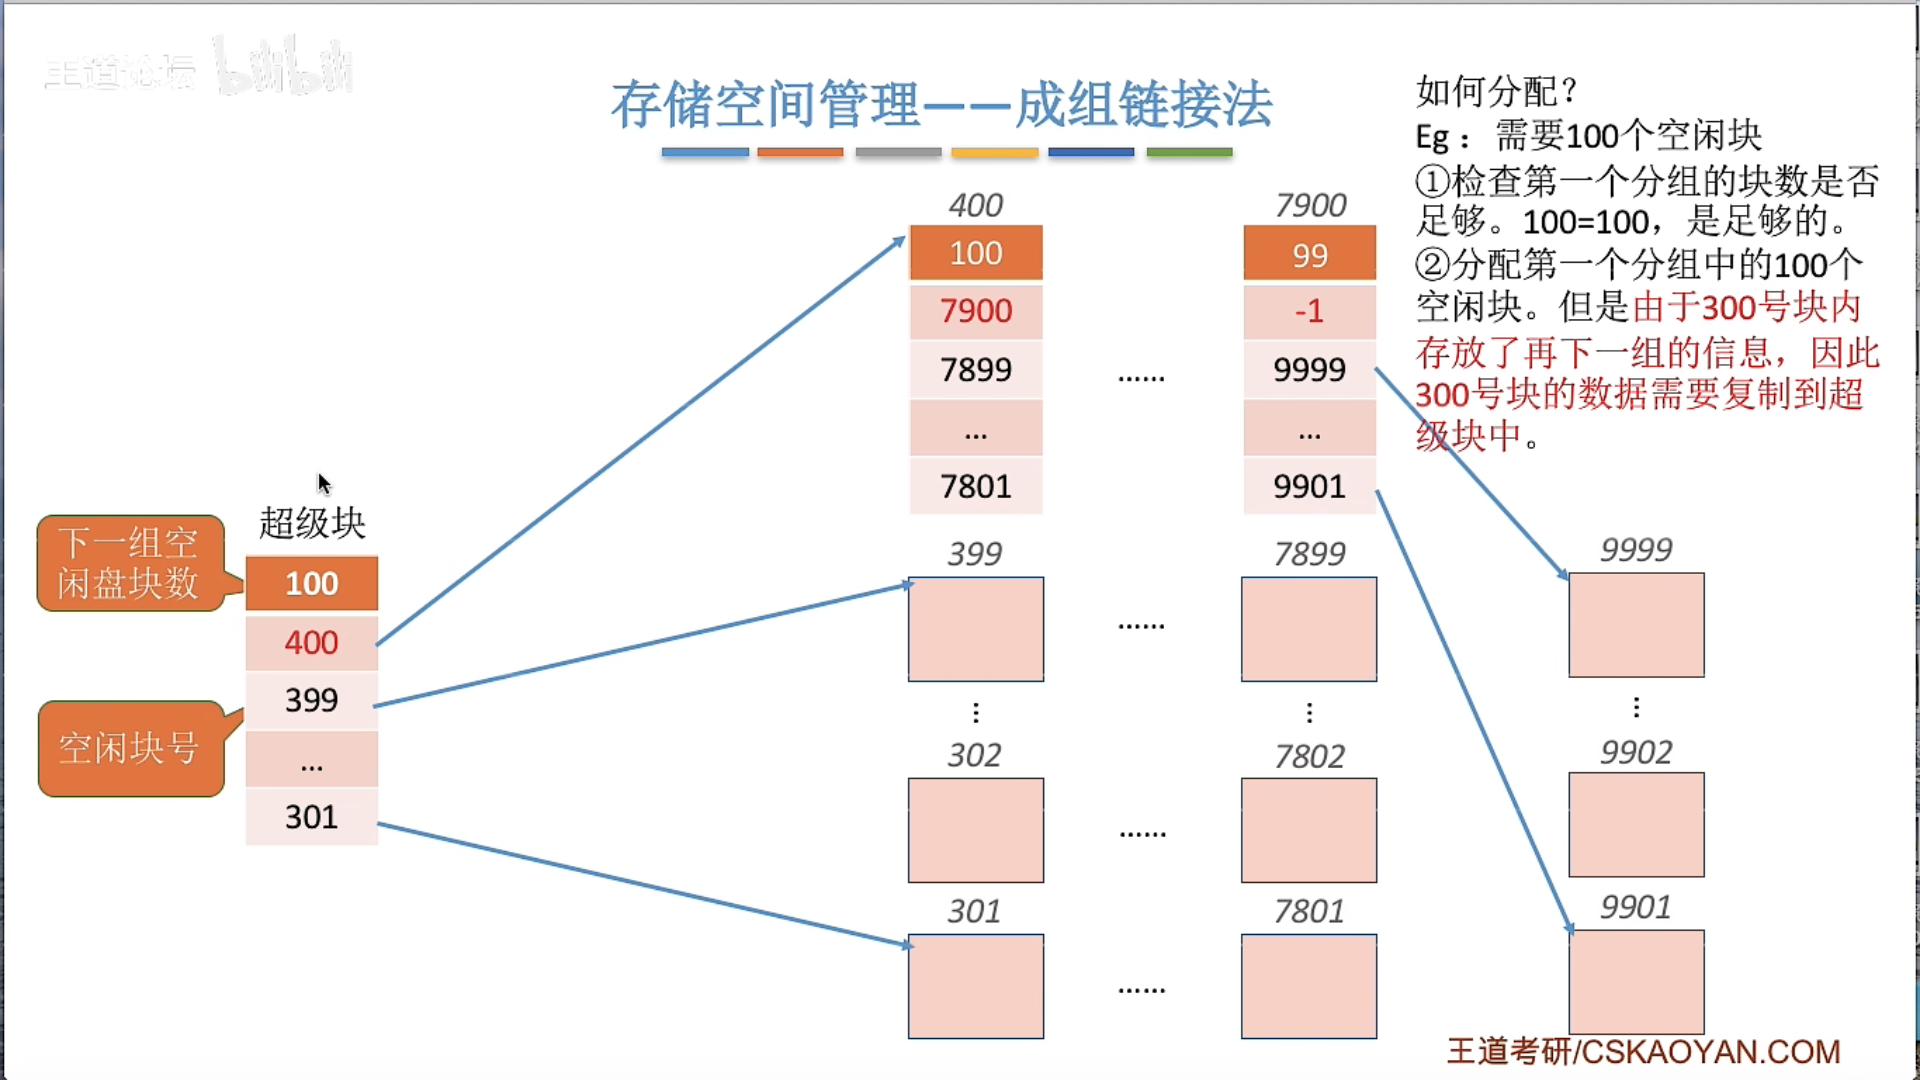 王道论坛 bilibili
存储空间管理——成组链接法
如何分配？
Eg： 需要100个空闲块
①检查第一个分组的块数是否
足够。100=100，是足够的。
②分配第一个分组中的100个
空闲块。但是由于300号块内
存放了再下一组的信息，因此
300号块的数据需要复制到超
级块中。
下一组空
闲盘块数
空闲块号
超级块
100
400
399
...
301
400
100
7900
7899
...
7801
399
⋮
302
301
......
......
......
......
7900
99
-1
9999
...
9901
7899
⋮
7802
7801
9999
⋮
9902
9901
王道考研/CSKAOYAN.COM